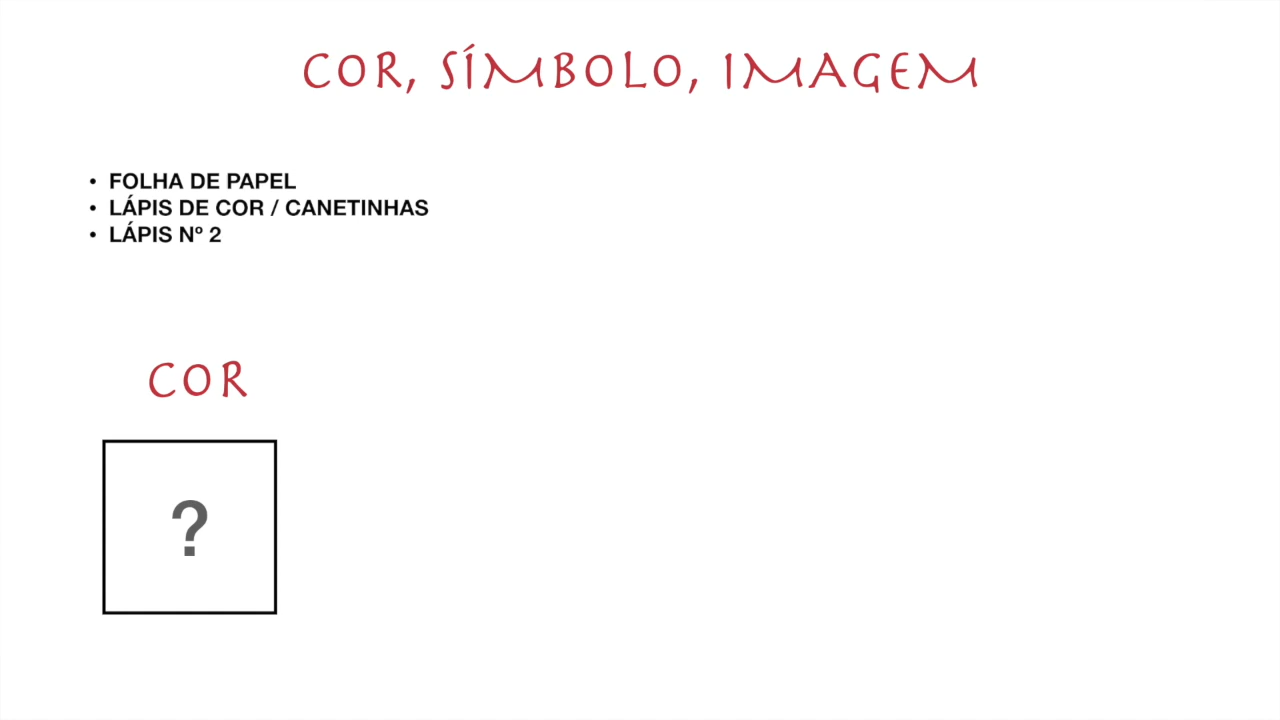 COR, SÍMBOLO, IMAGEM
• FOLHA DE PAPEL
• LÁPIS DE COR / CANETINHAS
• LÁPIS Nº 2
COR
?